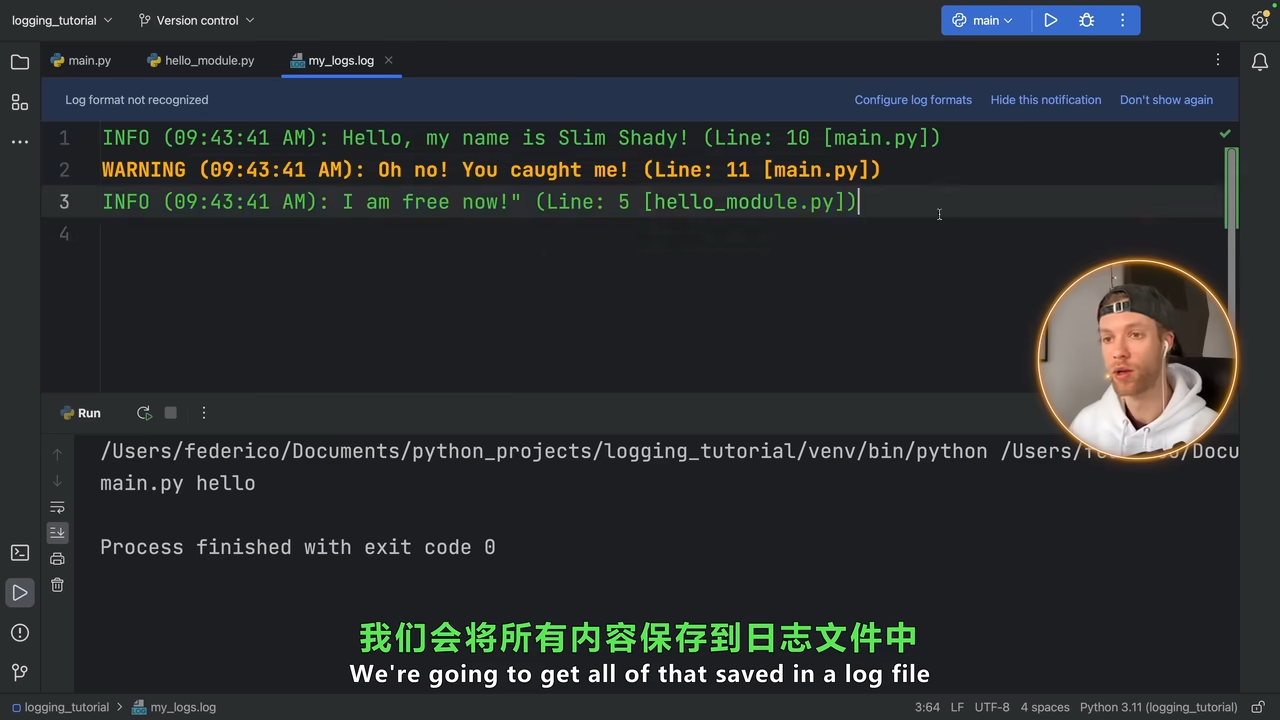 logging_tutorial
Version control
main
main.py
hello_module.py
my_logs.log
Log format not recognized
Configure log formats
Hide this notification
Don't show again
1 INFO (09:43:41 AM): Hello, my name is Slim Shady! (Line: 10 [main.py])
2 WARNING (09:43:41 AM): Oh no! You caught me! (Line: 11 [main.py])
3 INFO (09:43:41 AM): I am free now!" (Line: 5 [hello_module.py])
4
Run
/Users/federico/Documents/python_projects/logging_tutorial/venv/bin/python /Users/federico/Docu
main.py hello
Process finished with exit code 0
我们会将所有内容保存到日志文件中
We're going to get all of that saved in a log file
logging_tutorial > my_logs.log
3:64 LF UTF-8 4 spaces Python 3.11 (logging_tutorial)